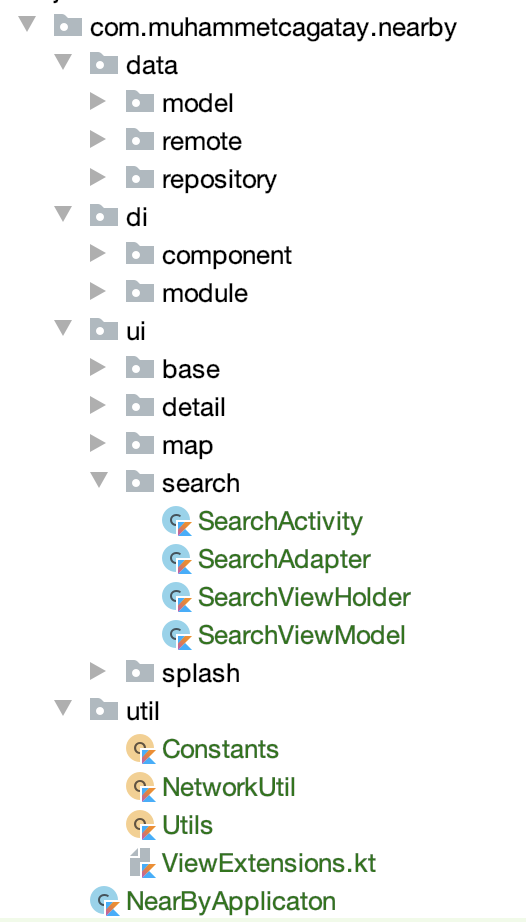 com.muhammetcagatay.nearby
data
model
remote
repository
di
component
module
ui
base
detail
map
search
SearchActivity
SearchAdapter
SearchViewHolder
SearchViewModel
splash
util
Constants
NetworkUtil
Utils
ViewExtensions.kt
NearByApplicaton